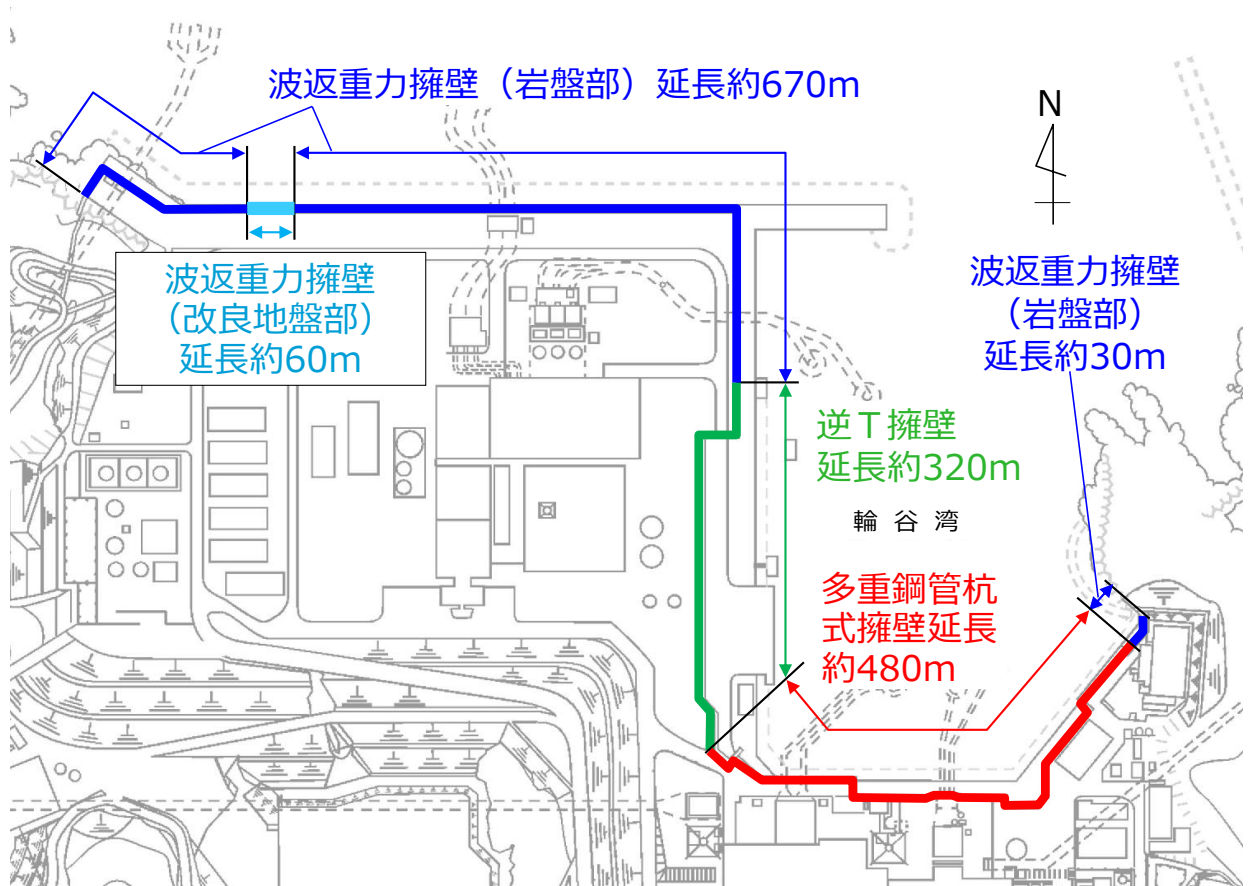 波返重力擁壁（岩盤部）延長約670m
N
波返重力擁壁
（改良地盤部）
延長約60m
波返重力擁壁
（岩盤部）
延長約30m
逆Ｔ擁壁
延長約320m
輪谷湾
多重鋼管杭
式擁壁延長
約480m